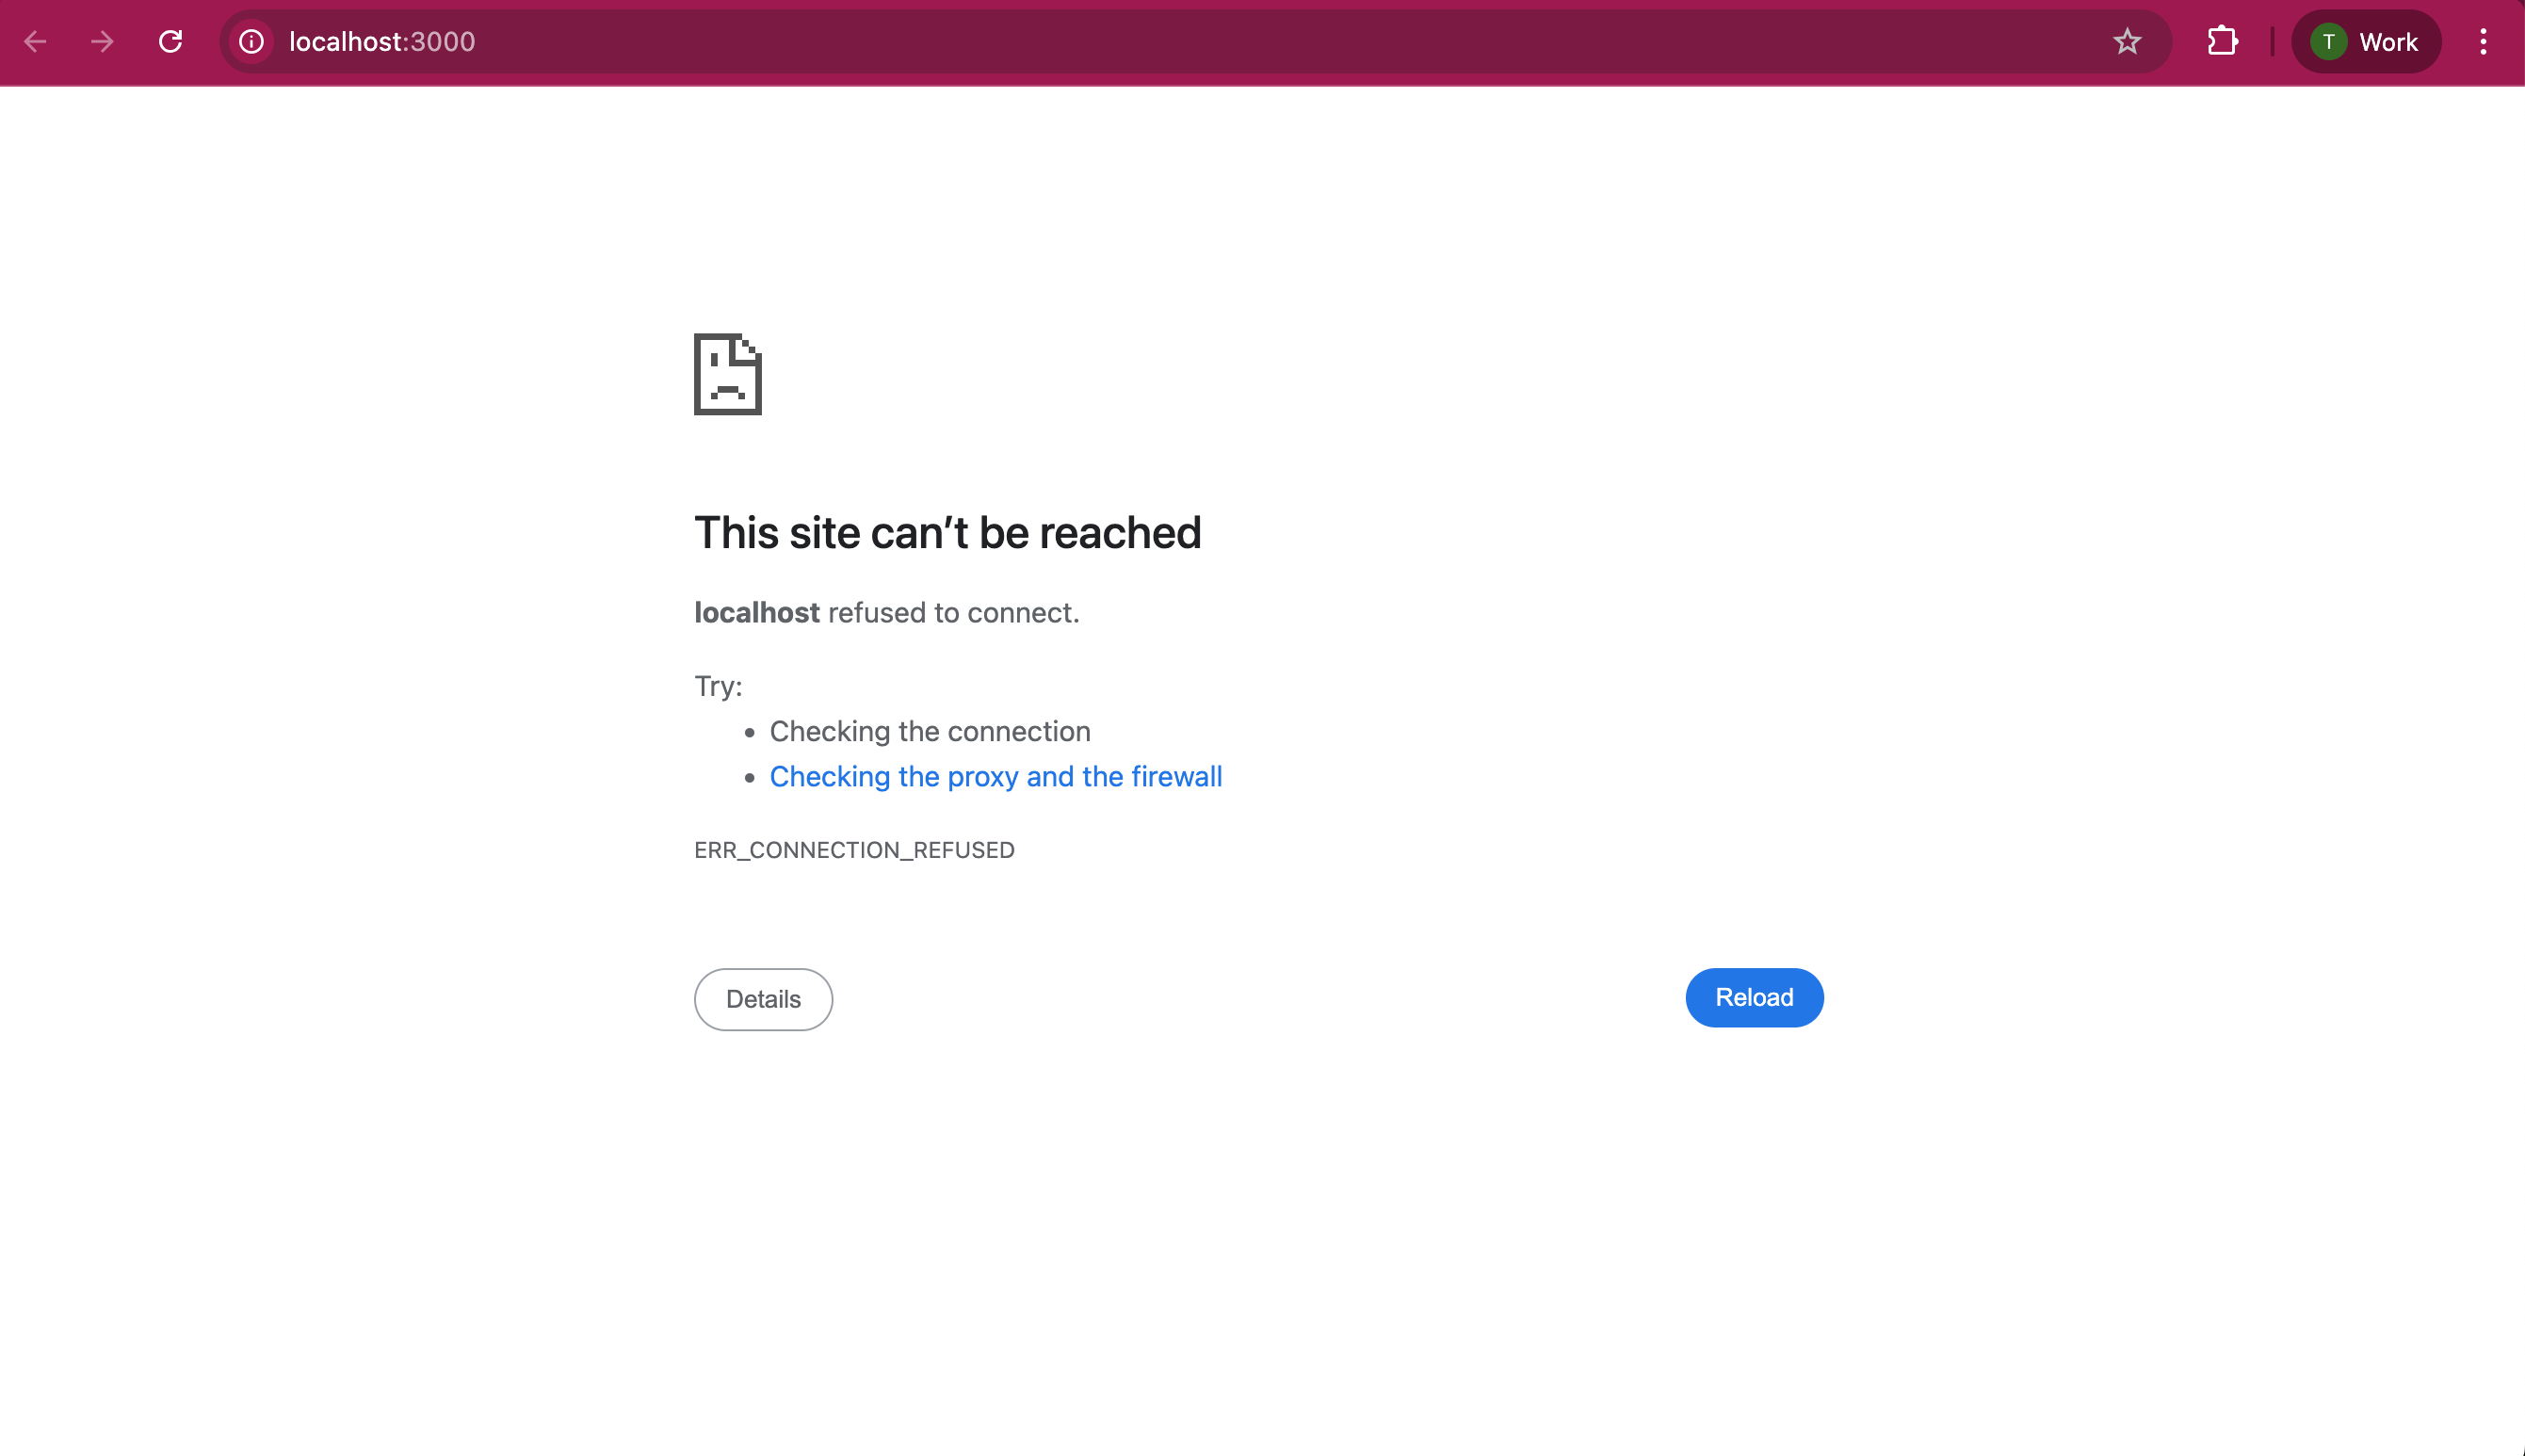 localhost:3000
T Work
This site can’t be reached
localhost refused to connect.
Try:
• Checking the connection
• Checking the proxy and the firewall
ERR_CONNECTION_REFUSED
Details
Reload